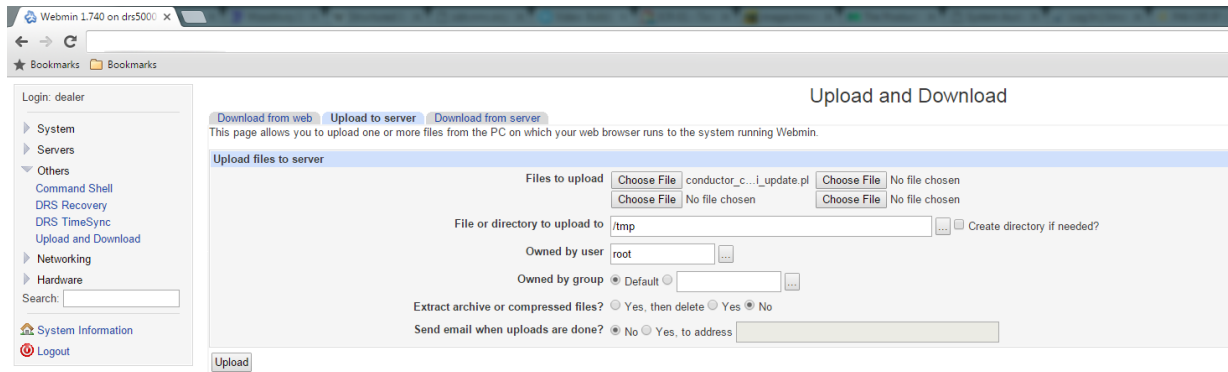 Webmin 1.740 on drs5000
Bookmarks Bookmarks
Login: dealer
System
Servers
Others
Command Shell
DRS Recovery
DRS TimeSync
Upload and Download
Networking
Hardware
Search:
System Information
Logout
Upload and Download
Download from web Upload to server Download from server
This page allows you to upload one or more files from the PC on which your web browser runs to the system running Webmin.
Upload files to server
Files to upload Choose File conductor_c...i_update.pl Choose File No file chosen
Choose File No file chosen Choose File No file chosen
File or directory to upload to /tmp ... Create directory if needed?
Owned by user root ...
Owned by group Default ...
Extract archive or compressed files? Yes, then delete Yes No
Send email when uploads are done? No Yes, to address
Upload